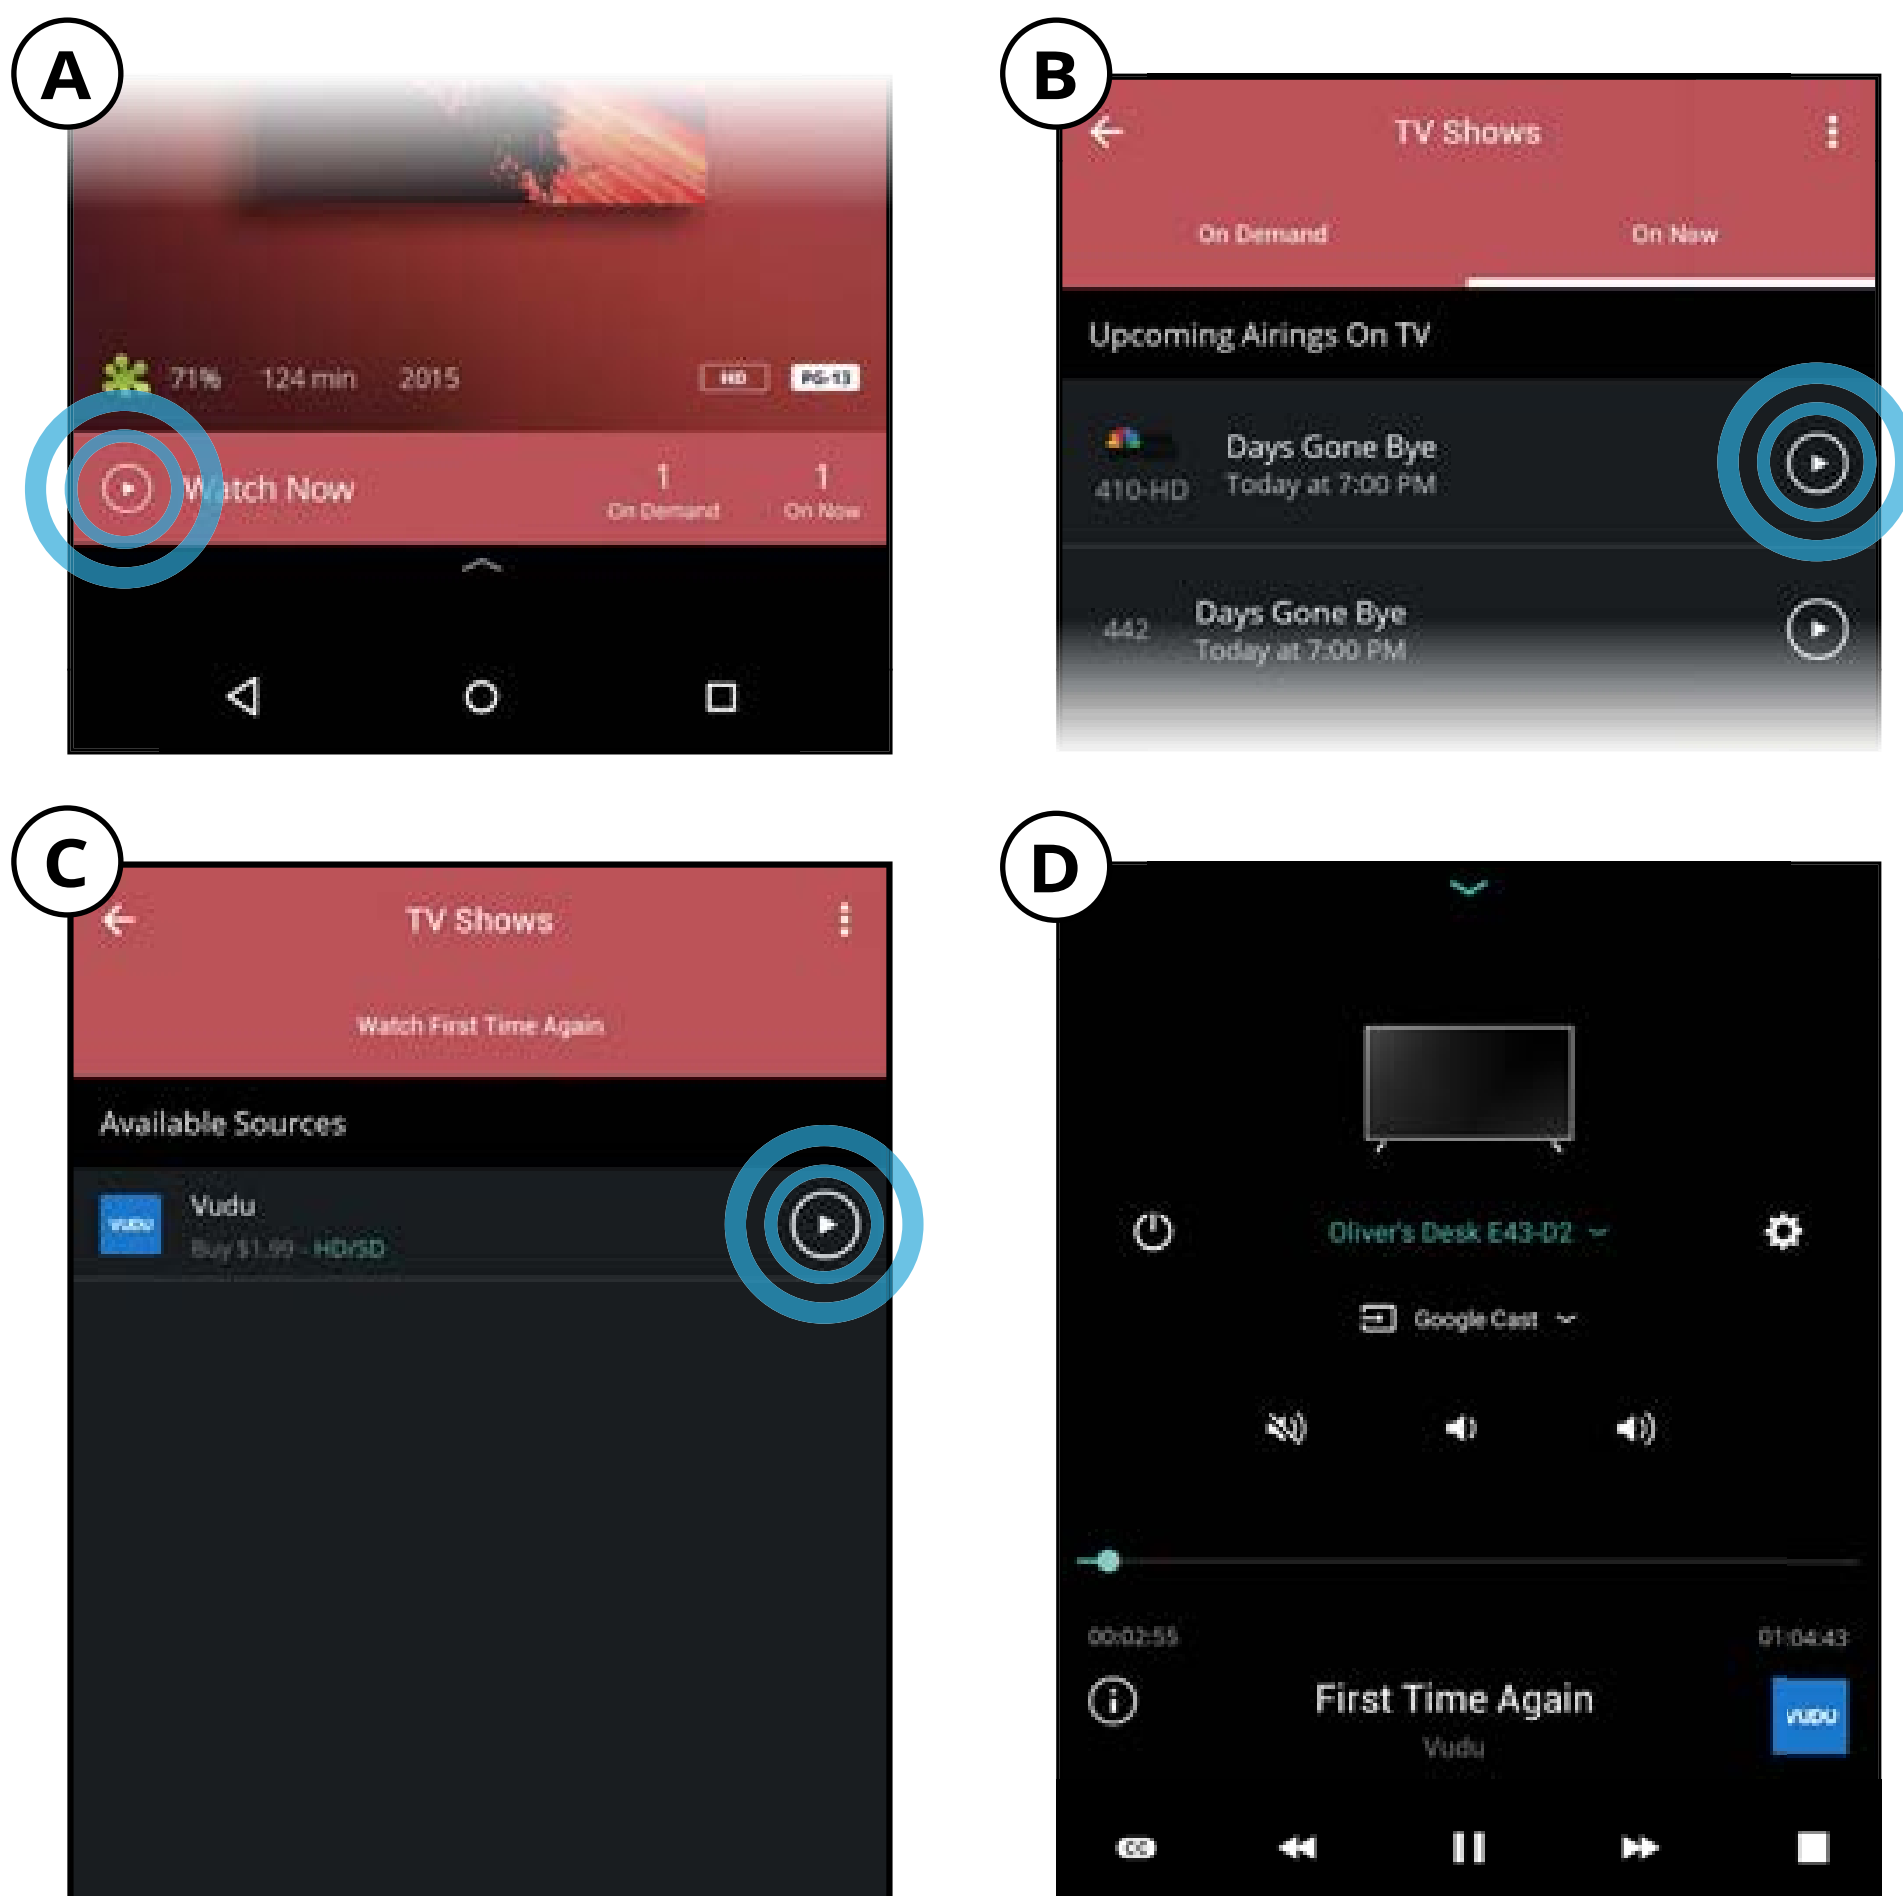 A
71% 124 min 2015 HD PG-13
Watch Now
1
On Demand
1
On Now
B
TV Shows
On Demand On Now
Upcoming Airings On TV
Days Gone Bye
410-HD Today at 7:00 PM
Days Gone Bye
442
Today at 7:00 PM
C
TV Shows
Watch First Time Again
Available Sources
VUDU
Vudu
Buy $1.99 - HD/SD
D
Oliver's Desk E43-D2
Google Cast
00:02:55 01:04:43
First Time Again
VUDU
Vudu
CC